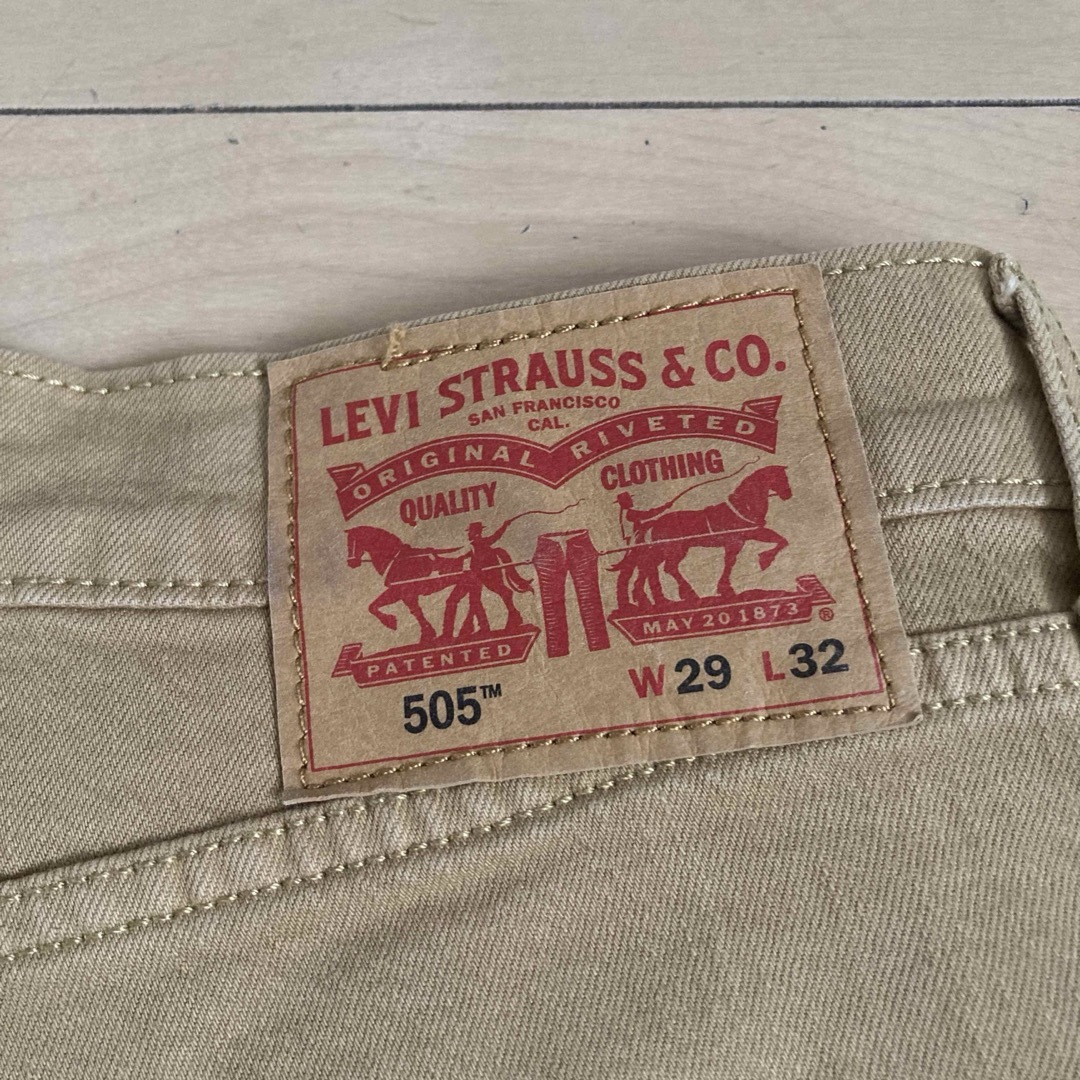 LEVI STRAUSS & CO.
SAN FRANCISCO
CAL.
ORIGINAL RIVETED
QUALITY CLOTHING
PATENTED MAY 20 1873 ®
505™ W 29 L 32